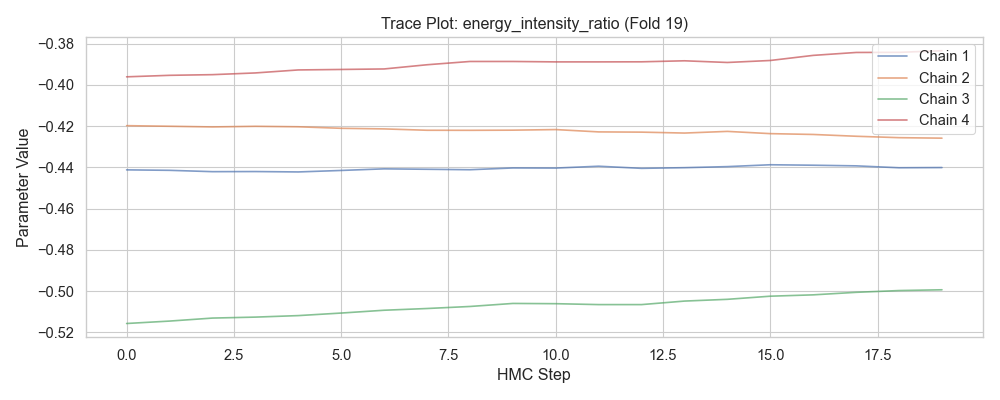 Trace Plot: energy_intensity_ratio (Fold 19)
Parameter Value
−0.38
−0.40
−0.42
−0.44
−0.46
−0.48
−0.50
−0.52
Chain 1
Chain 2
Chain 3
Chain 4
0.0 2.5 5.0 7.5 10.0 12.5 15.0 17.5
HMC Step